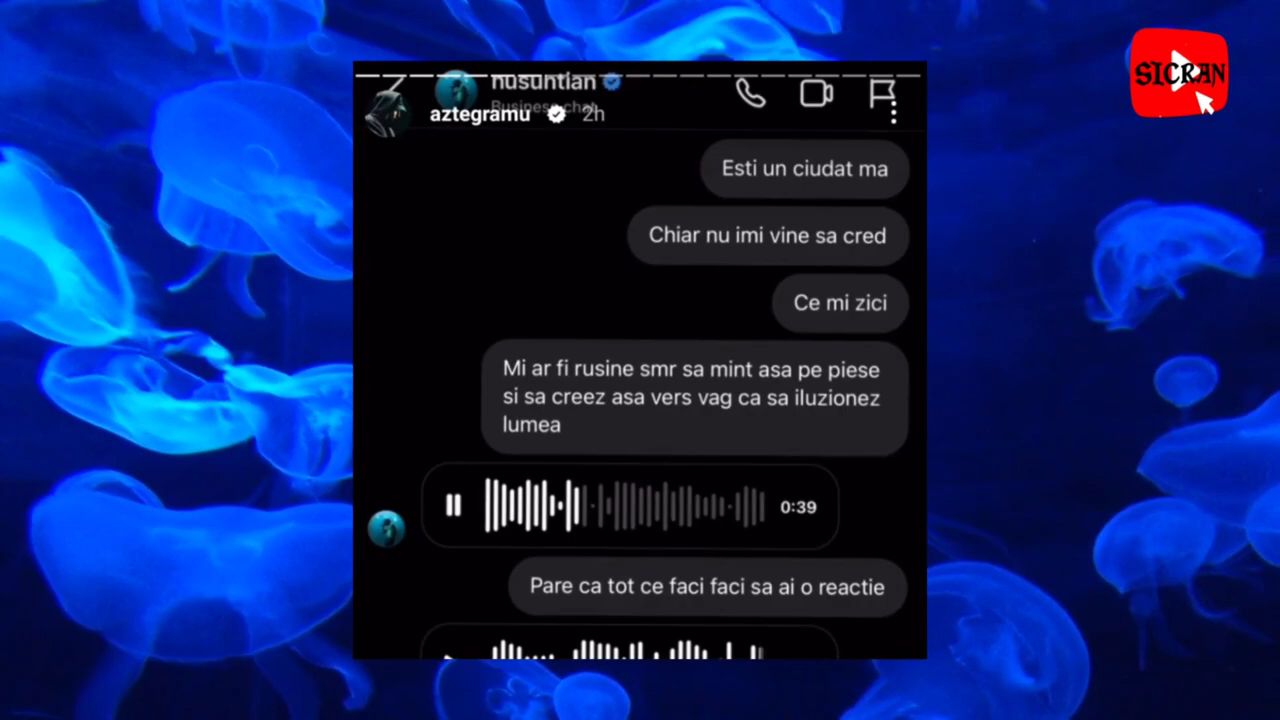 nusuntian
Business chat
aztegramu 2h
SICRAN
Esti un ciudat ma
Chiar nu imi vine sa cred
Ce mi zici
Mi ar fi rusine smr sa mint asa pe piese
si sa creez asa vers vag ca sa iluzionez
lumea
0:39
Pare ca tot ce faci faci sa ai o reactie